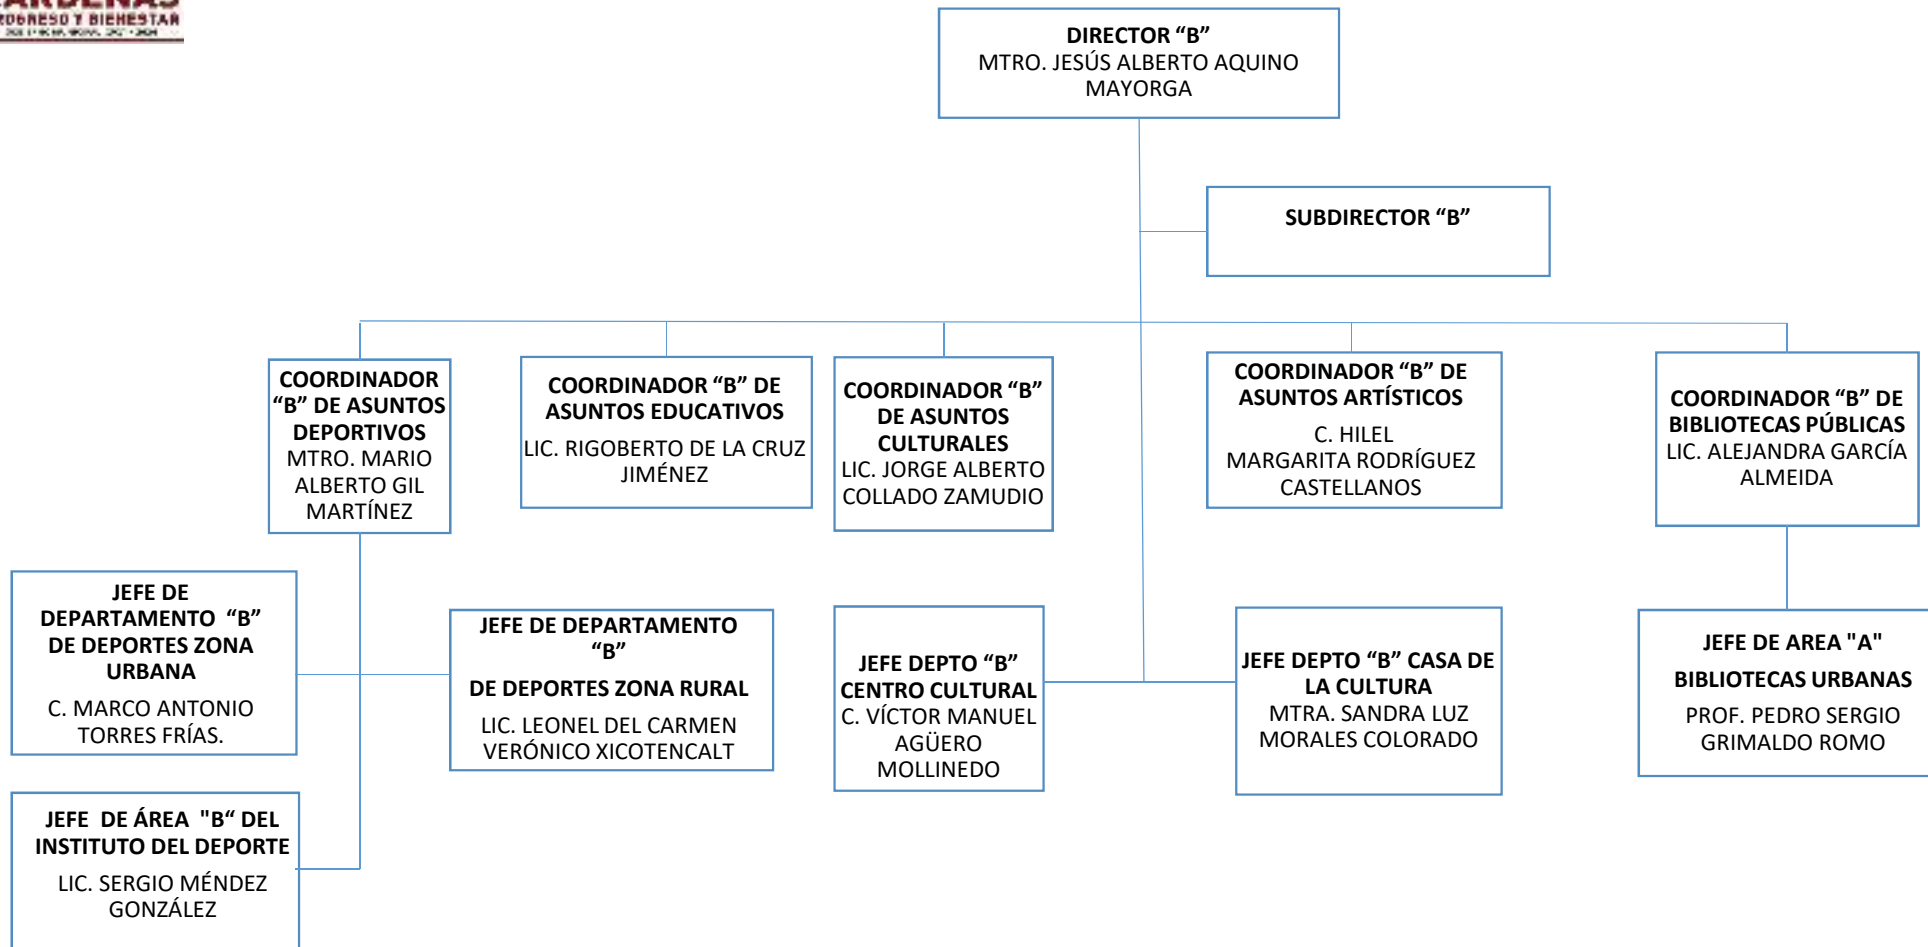 PROGRESO Y BIENESTAR
DIRECTOR “B”
MTRO. JESÚS ALBERTO AQUINO
MAYORGA
SUBDIRECTOR “B”
COORDINADOR
“B” DE ASUNTOS
DEPORTIVOS
MTRO. MARIO
ALBERTO GIL
MARTÍNEZ
COORDINADOR “B” DE
ASUNTOS EDUCATIVOS
LIC. RIGOBERTO DE LA CRUZ
JIMÉNEZ
COORDINADOR “B”
DE ASUNTOS
CULTURALES
LIC. JORGE ALBERTO
COLLADO ZAMUDIO
COORDINADOR “B” DE
ASUNTOS ARTÍSTICOS
C. HILEL
MARGARITA RODRÍGUEZ
CASTELLANOS
COORDINADOR “B” DE
BIBLIOTECAS PÚBLICAS
LIC. ALEJANDRA GARCÍA
ALMEIDA
JEFE DE
DEPARTAMENTO “B”
DE DEPORTES ZONA
URBANA
C. MARCO ANTONIO
TORRES FRÍAS.
JEFE DE DEPARTAMENTO
“B”
DE DEPORTES ZONA RURAL
LIC. LEONEL DEL CARMEN
VERÓNICO XICOTENCALT
JEFE DEPTO “B”
CENTRO CULTURAL
C. VÍCTOR MANUEL
AGÜERO
MOLLINEDO
JEFE DEPTO “B” CASA DE
LA CULTURA
MTRA. SANDRA LUZ
MORALES COLORADO
JEFE DE AREA "A"
BIBLIOTECAS URBANAS
PROF. PEDRO SERGIO
GRIMALDO ROMO
JEFE DE ÁREA "B“ DEL
INSTITUTO DEL DEPORTE
LIC. SERGIO MÉNDEZ
GONZÁLEZ